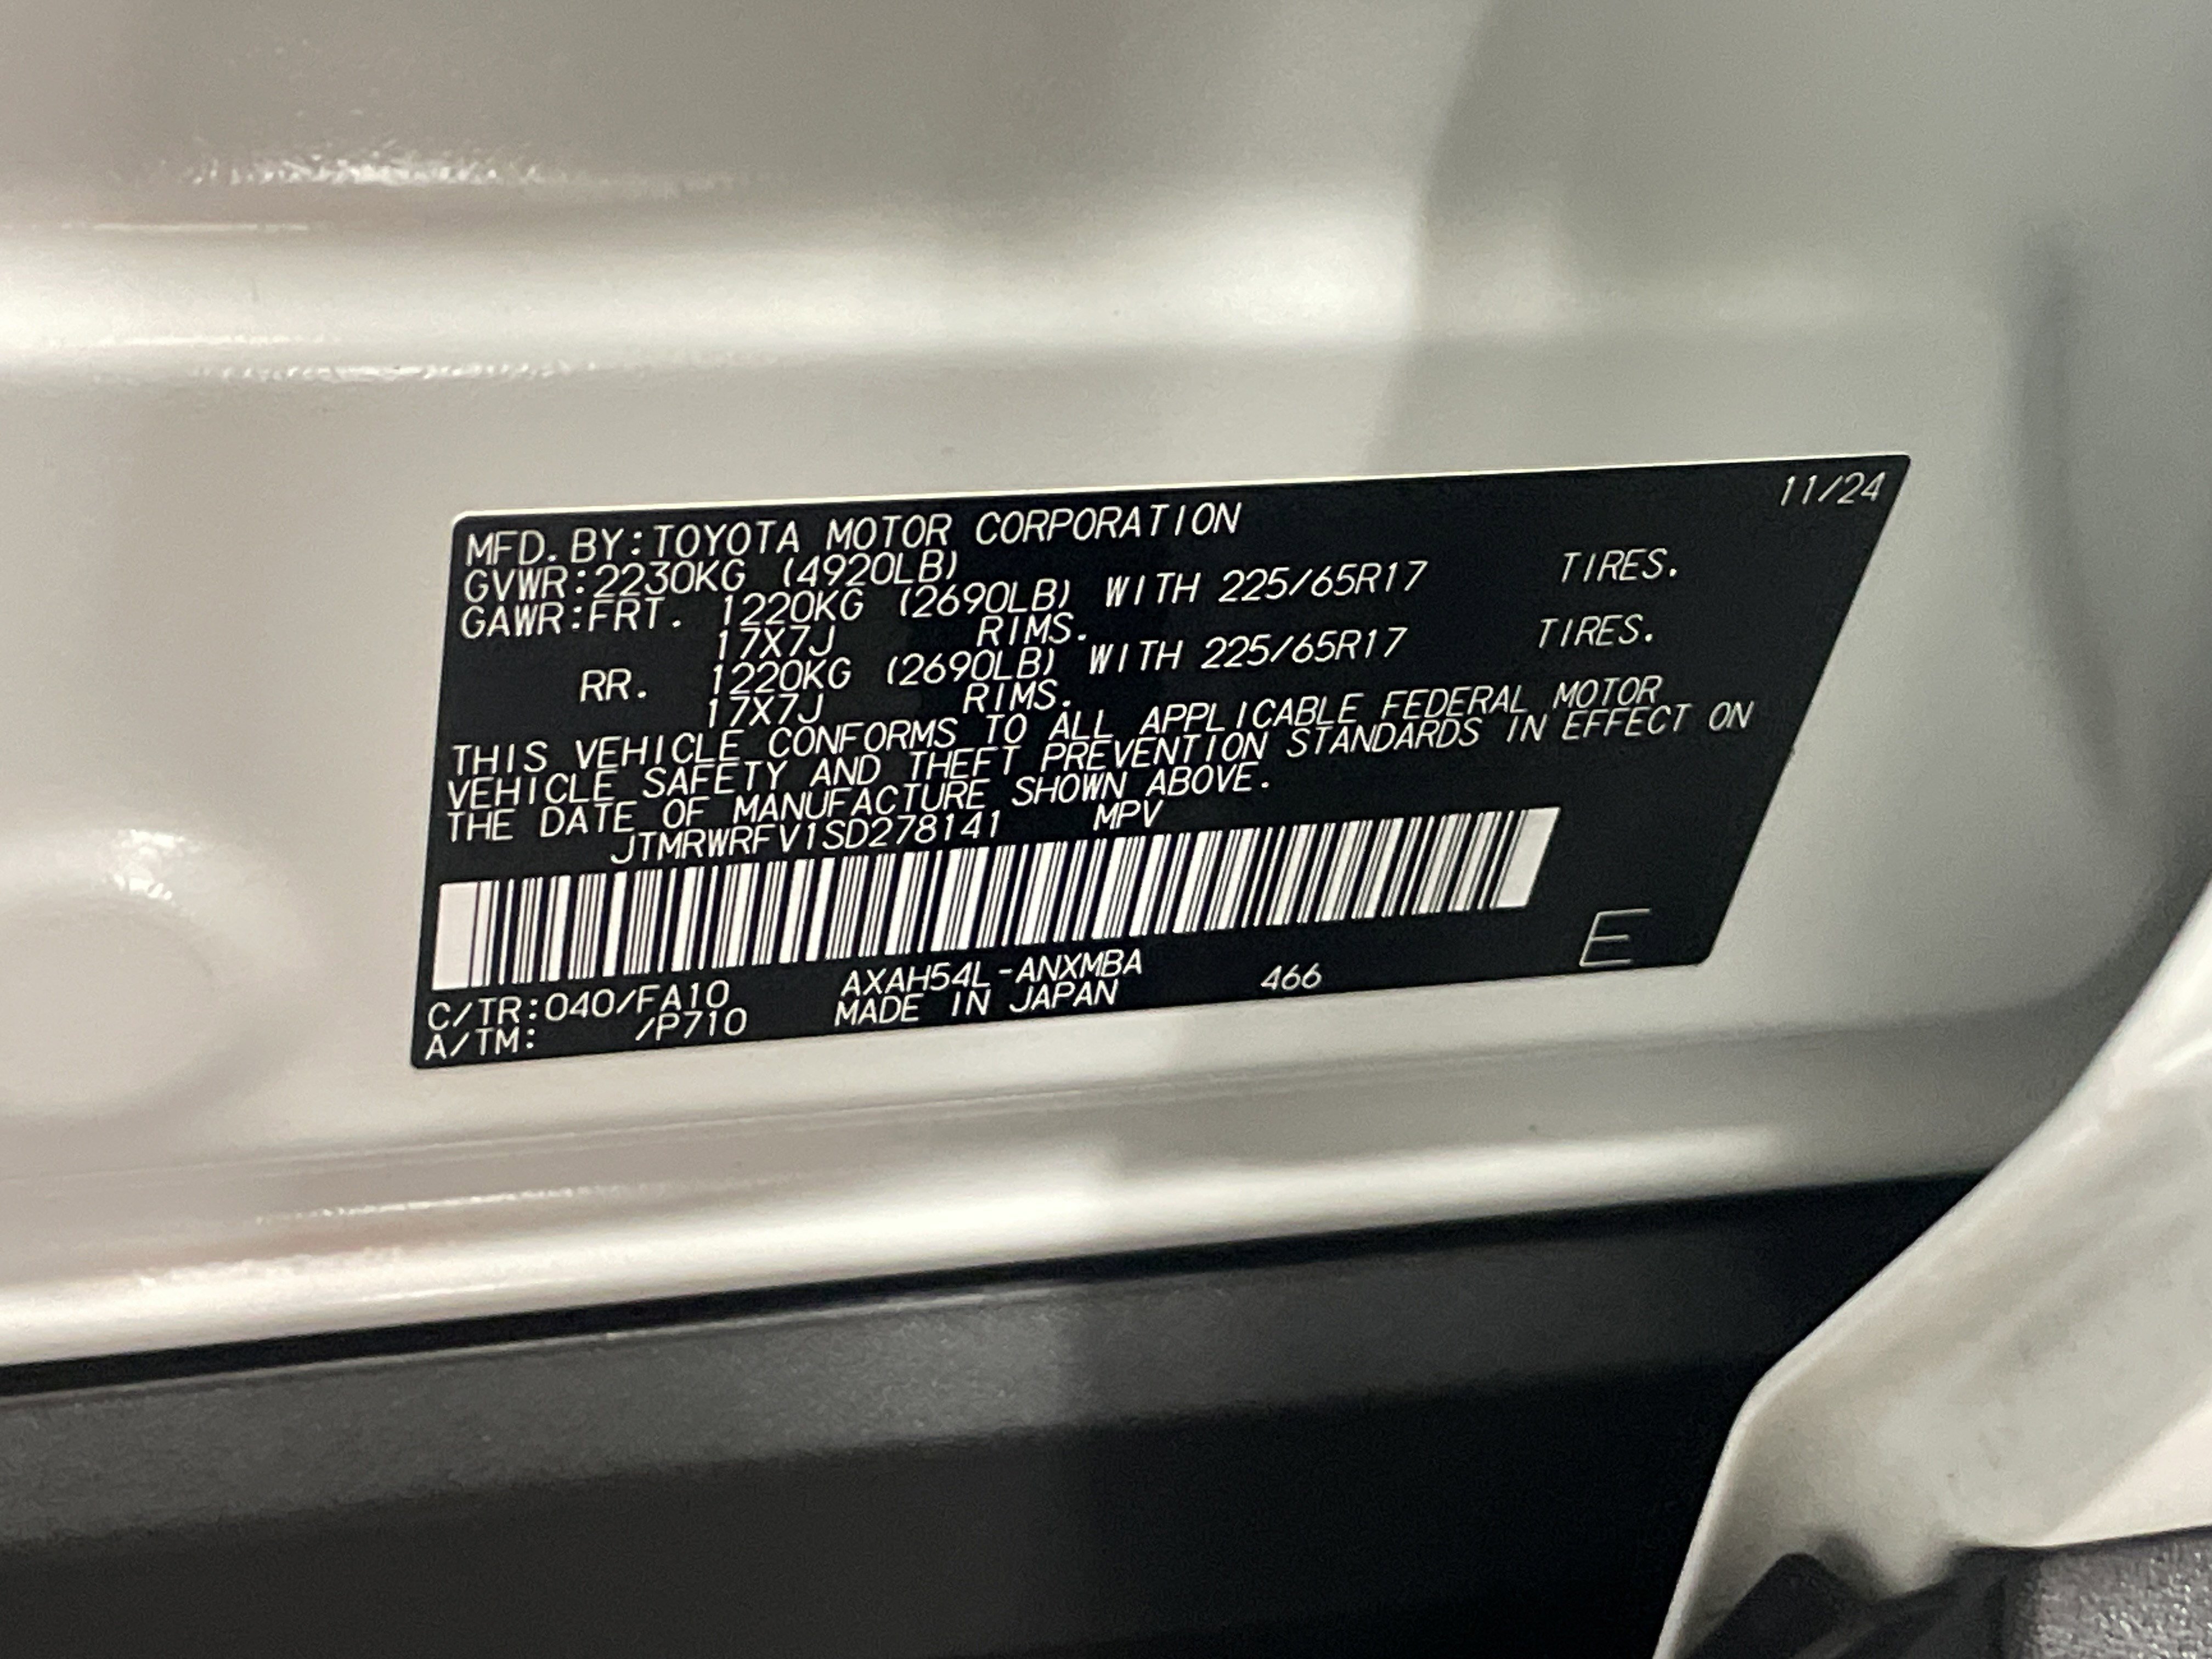 11/24
MFD.BY:TOYOTA MOTOR CORPORATION
GVWR:2230KG (4920LB)
GAWR:FRT. 1220KG (2690LB) WITH 225/65R17 TIRES.
17X7J RIMS.
RR. 1220KG (2690LB) WITH 225/65R17 TIRES.
17X7J RIMS.
THIS VEHICLE CONFORMS TO ALL APPLICABLE FEDERAL MOTOR
VEHICLE SAFETY AND THEFT PREVENTION STANDARDS IN EFFECT ON
THE DATE OF MANUFACTURE SHOWN ABOVE.
JTMRWRFV1SD278141 MPV
E
C/TR:040/FA10 AXAH54L-ANXMBA 466
A/TM: /P710 MADE IN JAPAN